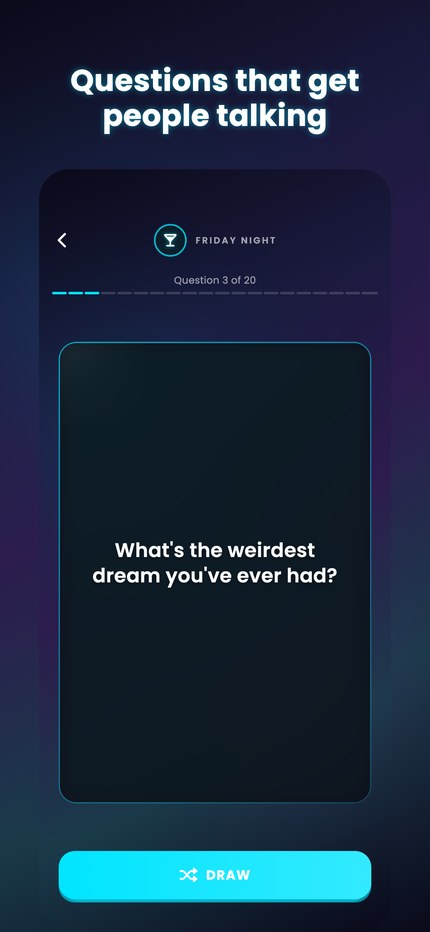 Questions that get
people talking
FRIDAY NIGHT
Question 3 of 20
What's the weirdest
dream you've ever had?
DRAW